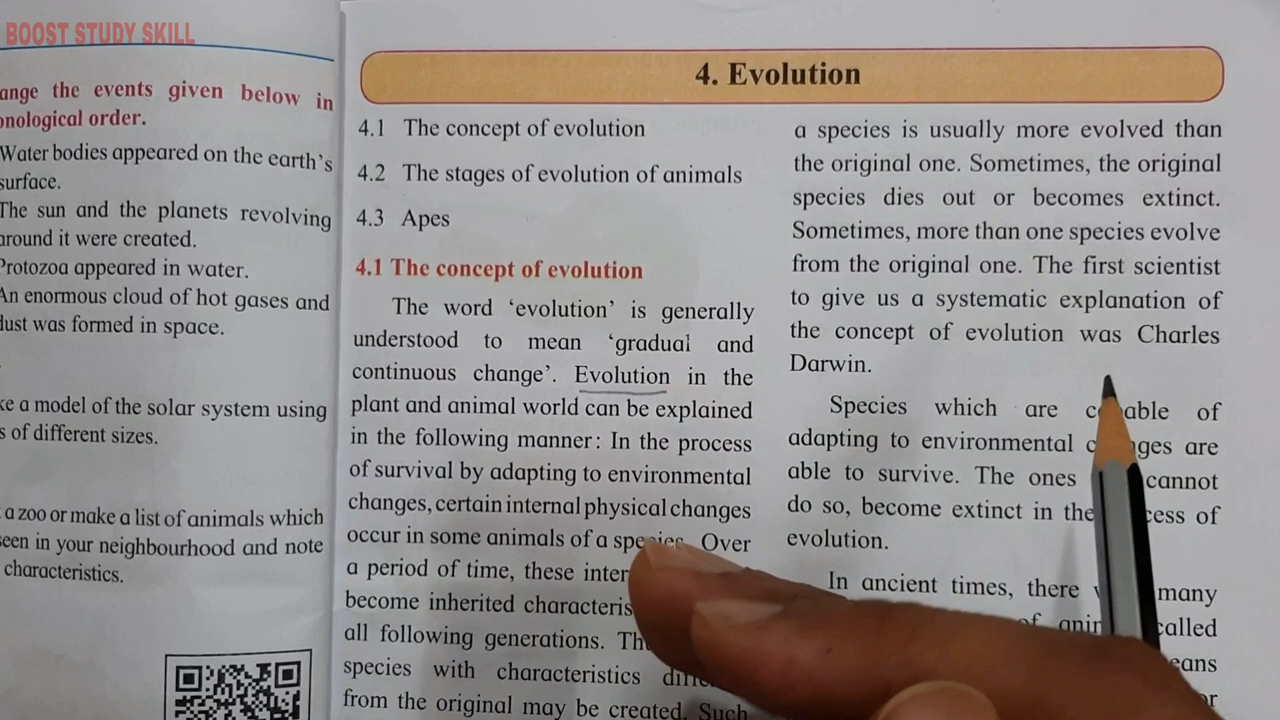 BOOST STUDY SKILL
ange the events given below in
onological order.
Water bodies appeared on the earth's
surface.
The sun and the planets revolving
around it were created.
Protozoa appeared in water.
An enormous cloud of hot gases and
dust was formed in space.
ke a model of the solar system using
s of different sizes.
a zoo or make a list of animals which
seen in your neighbourhood and note
characteristics.
4. Evolution
4.1 The concept of evolution
4.2 The stages of evolution of animals
4.3 Apes
4.1 The concept of evolution
The word 'evolution' is generally
understood to mean 'gradual and
continuous change'. Evolution in the
plant and animal world can be explained
in the following manner: In the process
of survival by adapting to environmental
changes, certain internal physical changes
occur in some animals of a species. Over
a period of time, these inter
become inherited characteris
all following generations. Th
species with characteristics
from the original may be created. Such
a species is usually more evolved than
the original one. Sometimes, the original
species dies out or becomes extinct.
Sometimes, more than one species evolve
from the original one. The first scientist
to give us a systematic explanation of
the concept of evolution was Charles
Darwin.
Species which are capable of
adapting to environmental changes are
able to survive. The ones cannot
do so, become extinct in the cess of
evolution.
In ancient times, there many
of called
eans
or